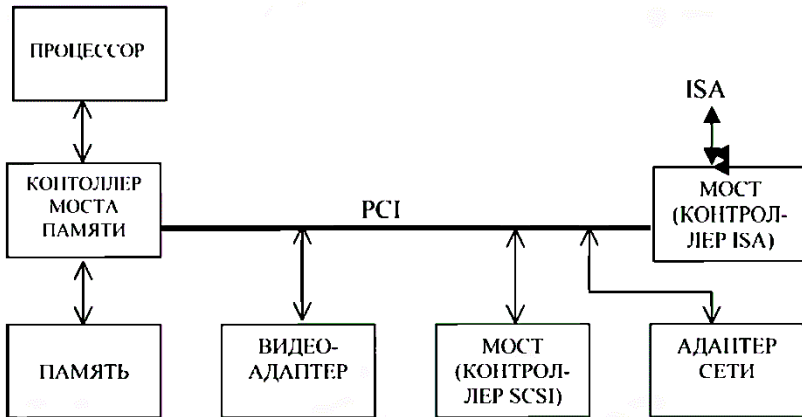 ПРОЦЕССОР
ISA
КОНТОЛЛЕР
МОСТА
ПАМЯТИ
PCI
МОСТ
(КОНТРОЛ-
ЛЕР ISA)
ПАМЯТЬ
ВИДЕО-
АДАПТЕР
МОСТ
(КОНТРОЛ-
ЛЕР SCSI)
АДАПТЕР
СЕТИ